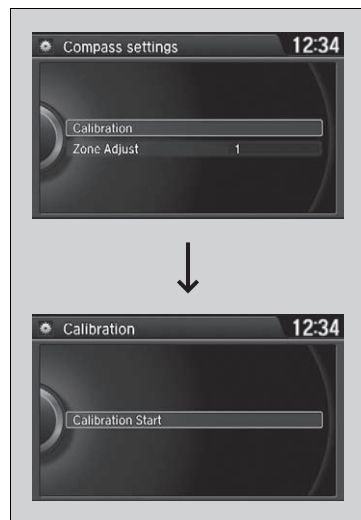 Compass settings 12:34
Calibration
Zone Adjust 1
Calibration 12:34
Calibration Start